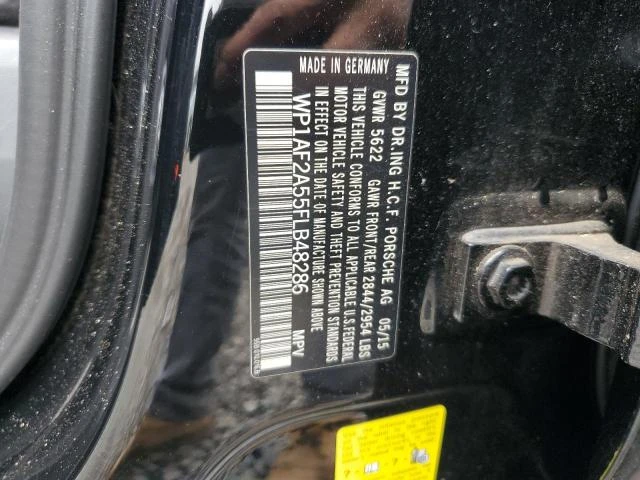 MFD BY DR.ING H.C.F. PORSCHE AG 05/15
GVWR 5622 GAWR FRONT/REAR 2844/2954 LBS
THIS VEHICLE CONFORMS TO ALL APPLICABLE U.S.FEDERAL
MOTOR VEHICLE SAFETY AND THEFT PREVENTION STANDARDS
IN EFFECT ON THE DATE OF MANUFACTURE SHOWN ABOVE.
WP1AF2A55FLB48286 MPV
MADE IN GERMANY